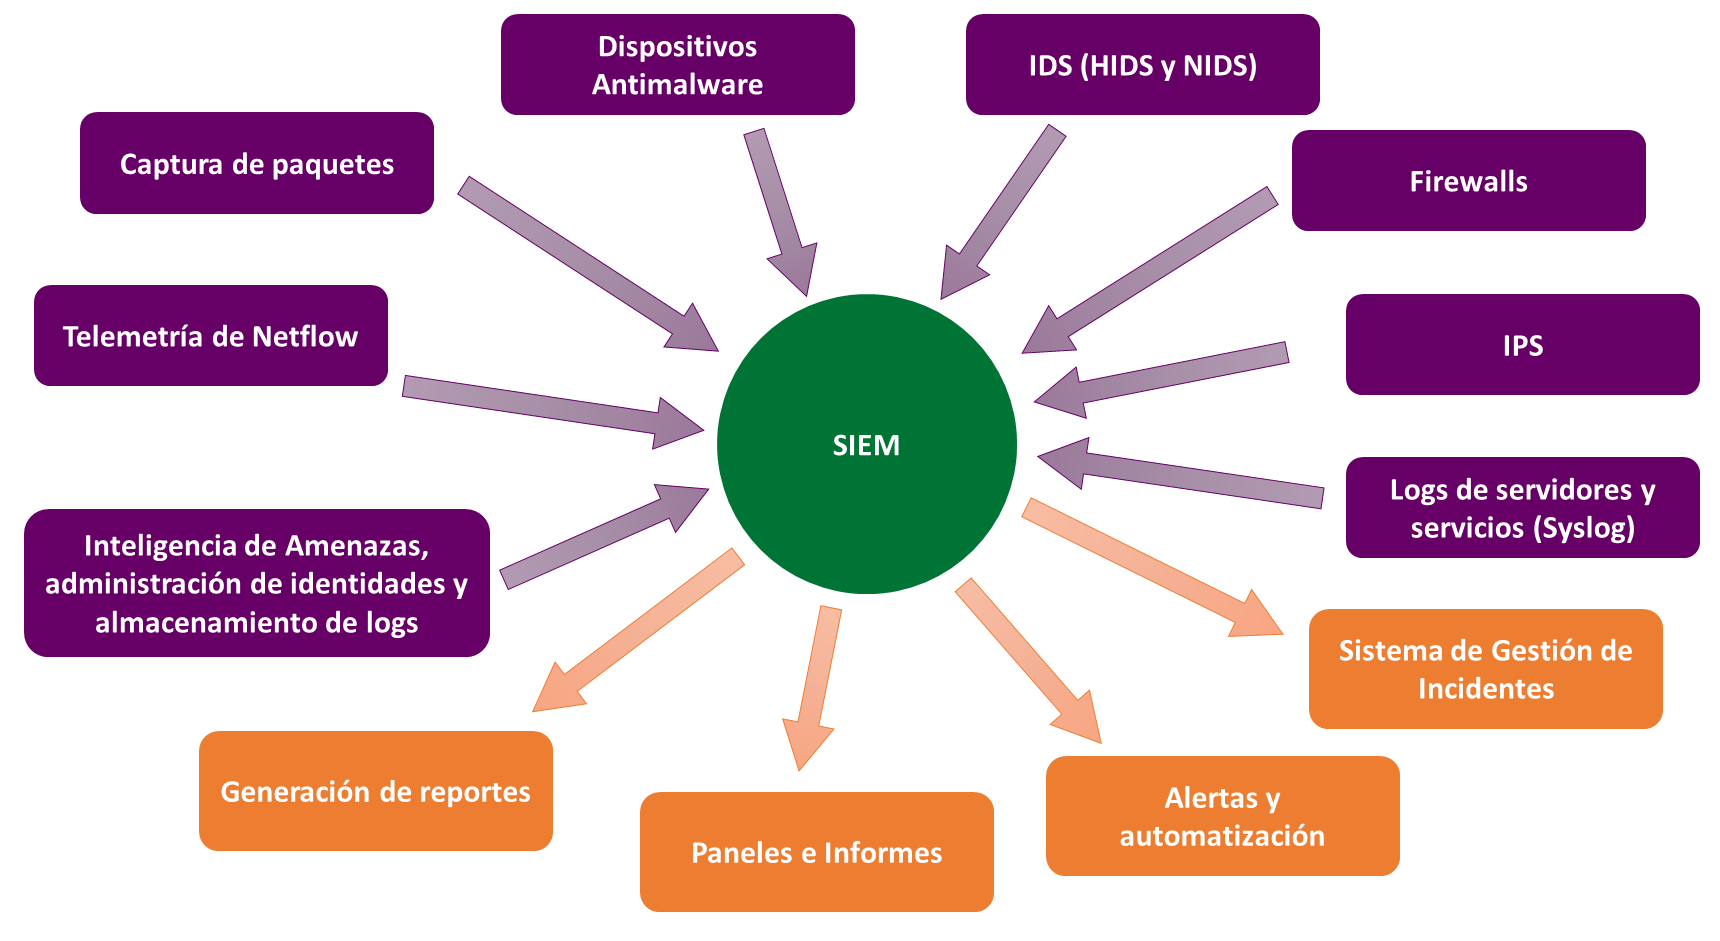 Dispositivos
Antimalware
IDS (HIDS y NIDS)
Captura de paquetes
Firewalls
Telemetría de Netflow
IPS
SIEM
Logs de servidores y
servicios (Syslog)
Inteligencia de Amenazas,
administración de identidades y
almacenamiento de logs
Sistema de Gestión de
Incidentes
Generación de reportes
Alertas y
automatización
Paneles e Informes